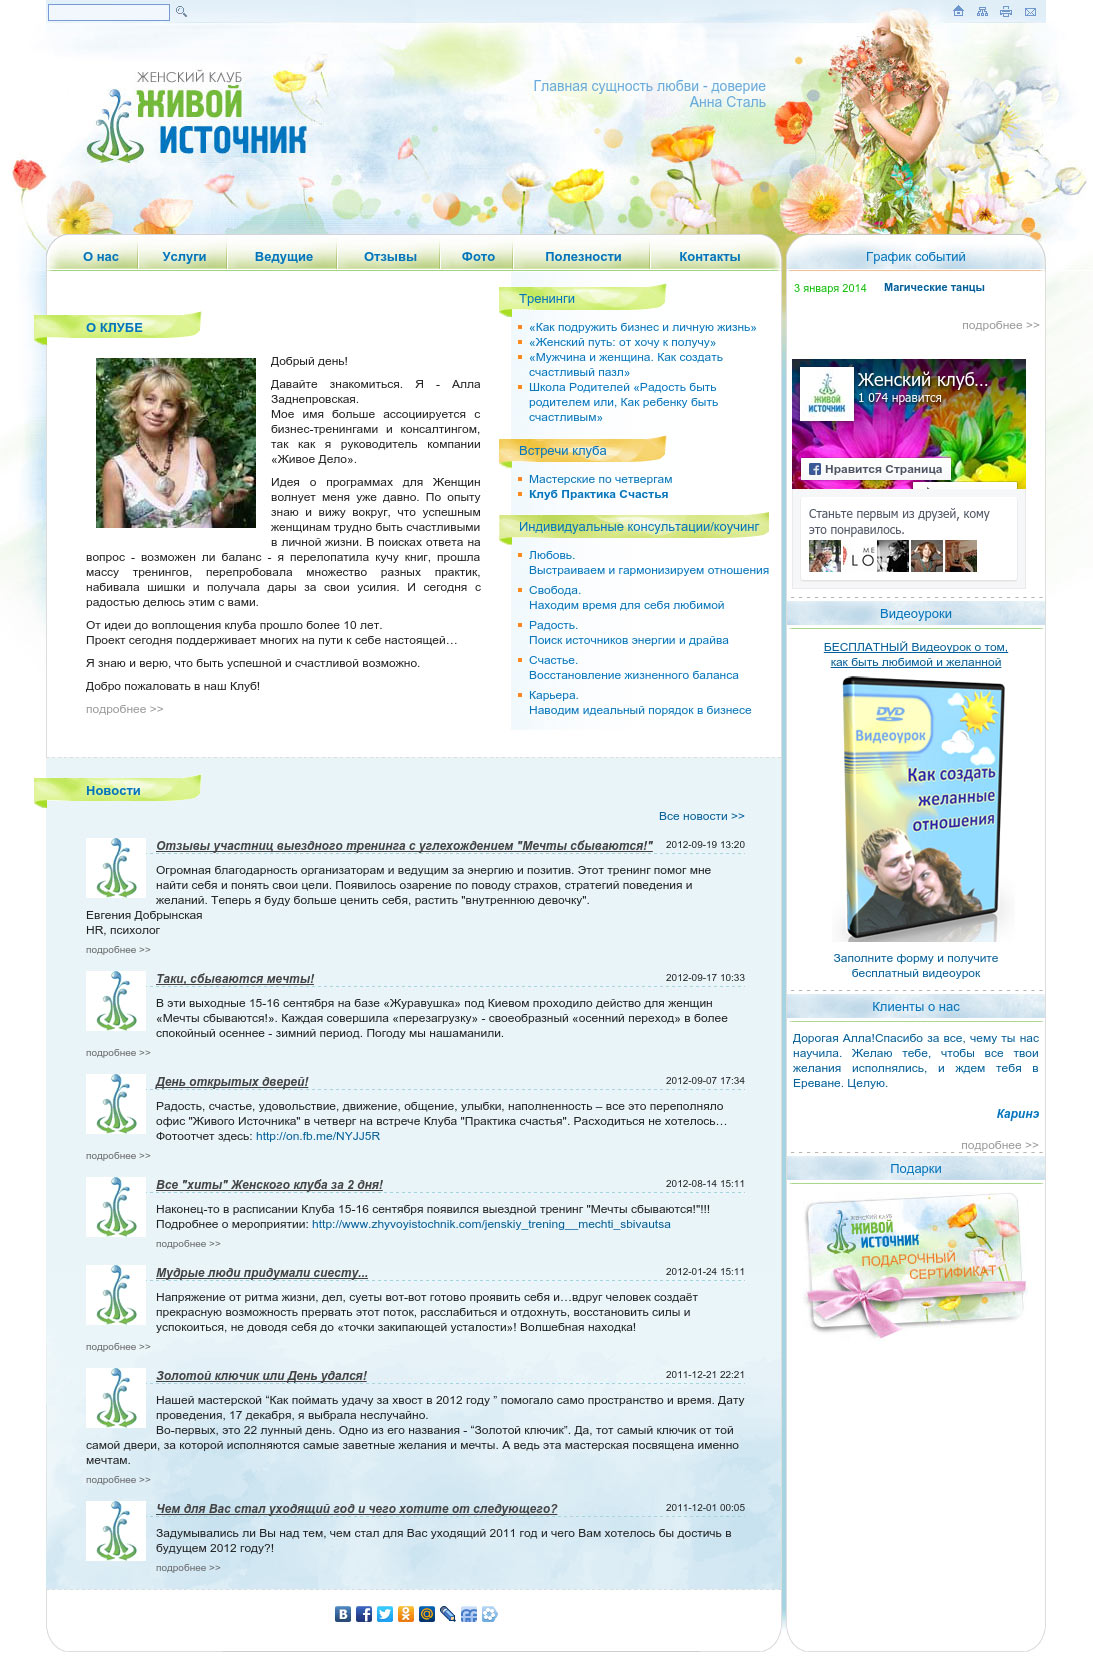 ЖЕНСКИЙ КЛУБ
ЖИВОЙ
ИСТОЧНИК
Главная сущность любви - доверие
Анна Сталь
О нас
Услуги
Ведущие
Отзывы
Фото
Полезности
Контакты
О КЛУБЕ
Добрый день!
Давайте знакомиться. Я - Алла
Заднепровская.
Мое имя больше ассоциируется с
бизнес-тренингами и консалтингом,
так как я руководитель компании
«Живое Дело».
Идея о программах для Женщин
волнует меня уже давно. По опыту
знаю и вижу вокруг, что успешным
женщинам трудно быть счастливыми
в личной жизни. В поисках ответа на
вопрос - возможен ли баланс - я перелопатила кучу книг, прошла
массу тренингов, перепробовала множество разных практик,
набивала шишки и получала дары за свои усилия. И сегодня с
радостью делюсь этим с вами.
От идеи до воплощения клуба прошло более 10 лет.
Проект сегодня поддерживает многих на пути к себе настоящей…
Я знаю и верю, что быть успешной и счастливой возможно.
Добро пожаловать в наш Клуб!
подробнее >>
Тренинги
«Как подружить бизнес и личную жизнь»
«Женский путь: от хочу к получу»
«Мужчина и женщина. Как создать
счастливый пазл»
Школа Родителей «Радость быть
родителем или, Как ребенку быть
счастливым»
Встречи клуба
Мастерские по четвергам
Клуб Практика Счастья
Индивидуальные консультации/коучинг
Любовь.
Выстраиваем и гармонизируем отношения
Свобода.
Находим время для себя любимой
Радость.
Поиск источников энергии и драйва
Счастье.
Восстановление жизненного баланса
Карьера.
Наводим идеальный порядок в бизнесе
Новости
Все новости >>
Отзывы участниц выездного тренинга с углехождением "Мечты сбываются!" 2012-09-19 13:20
Огромная благодарность организаторам и ведущим за энергию и позитив. Этот тренинг помог мне
найти себя и понять свои цели. Появилось озарение по поводу страхов, стратегий поведения и
желаний. Теперь я буду больше ценить себя, растить "внутреннюю девочку".
Евгения Добрынская
HR, психолог
подробнее >>
Таки, сбываются мечты! 2012-09-17 10:33
В эти выходные 15-16 сентября на базе «Журавушка» под Киевом проходило действо для женщин
«Мечты сбываются!». Каждая совершила «перезагрузку» - своеобразный «осенний переход» в более
спокойный осеннее - зимний период. Погоду мы нашаманили.
подробнее >>
День открытых дверей! 2012-09-07 17:34
Радость, счастье, удовольствие, движение, общение, улыбки, наполненность – все это переполняло
офис "Живого Источника" в четверг на встрече Клуба "Практика счастья". Расходиться не хотелось…
Фотоотчет здесь: http://on.fb.me/NYJJ5R
подробнее >>
Все "хиты" Женского клуба за 2 дня! 2012-08-14 15:11
Наконец-то в расписании Клуба 15-16 сентября появился выездной тренинг "Мечты сбываются!"!!!
Подробнее о мероприятии: http://www.zhyvoyistochnik.com/jenskiy_trening__mechti_sbivautsa
подробнее >>
Мудрые люди придумали сиесту... 2012-01-24 15:11
Напряжение от ритма жизни, дел, суеты вот-вот готово проявить себя и…вдруг человек создаёт
прекрасную возможность прервать этот поток, расслабиться и отдохнуть, восстановить силы и
успокоиться, не доводя себя до «точки закипающей усталости»! Волшебная находка!
подробнее >>
Золотой ключик или День удался! 2011-12-21 22:21
Нашей мастерской “Как поймать удачу за хвост в 2012 году ” помогало само пространство и время. Дату
проведения, 17 декабря, я выбрала неслучайно.
Во-первых, это 22 лунный день. Одно из его названия - “Золотой ключик”. Да, тот самый ключик от той
самой двери, за которой исполняются самые заветные желания и мечты. А ведь эта мастерская посвящена именно
мечтам.
подробнее >>
Чем для Вас стал уходящий год и чего хотите от следующего? 2011-12-01 00:05
Задумывались ли Вы над тем, чем стал для Вас уходящий 2011 год и чего Вам хотелось бы достичь в
будущем 2012 году?!
подробнее >>
График событий
3 января 2014 Магические танцы
подробнее >>
ЖИВОЙ
ИСТОЧНИК
Женский клуб...
1 074 нравится
Нравится Страница
Станьте первым из друзей, кому
это понравилось.
ME
LO
Видеоуроки
БЕСПЛАТНЫЙ Видеоурок о том,
как быть любимой и желанной
DVD
Видеоурок
Как создать
желанные
отношения
Заполните форму и получите
бесплатный видеоурок
Клиенты о нас
Дорогая Алла!Спасибо за все, чему ты нас
научила. Желаю тебе, чтобы все твои
желания исполнялись, и ждем тебя в
Ереване. Целую.
Каринэ
подробнее >>
Подарки
ЖЕНСКИЙ КЛУБ
ЖИВОЙ
ИСТОЧНИК
ПОДАРОЧНЫЙ
СЕРТИФИКАТ